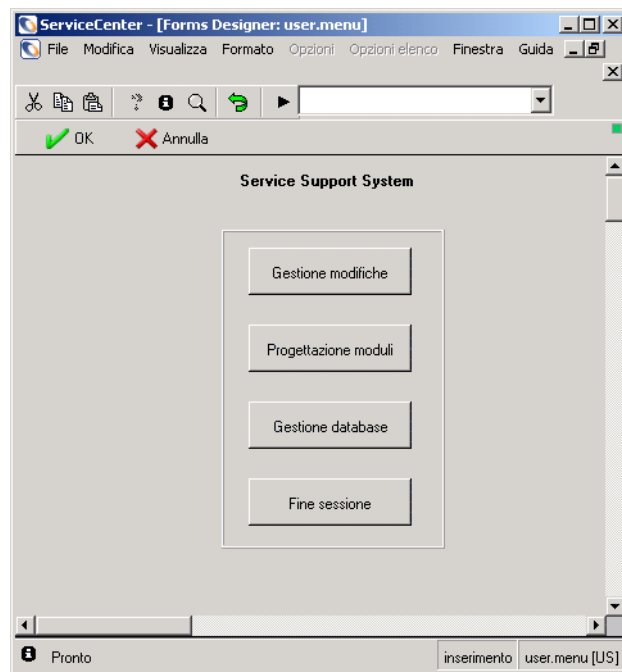 ServiceCenter - [Forms Designer: user.menu]
File Modifica Visualizza Formato Opzioni Opzioni elenco Finestra Guida
OK Annulla
Service Support System
Gestione modifiche
Progettazione moduli
Gestione database
Fine sessione
Pronto inserimento user.menu [US]